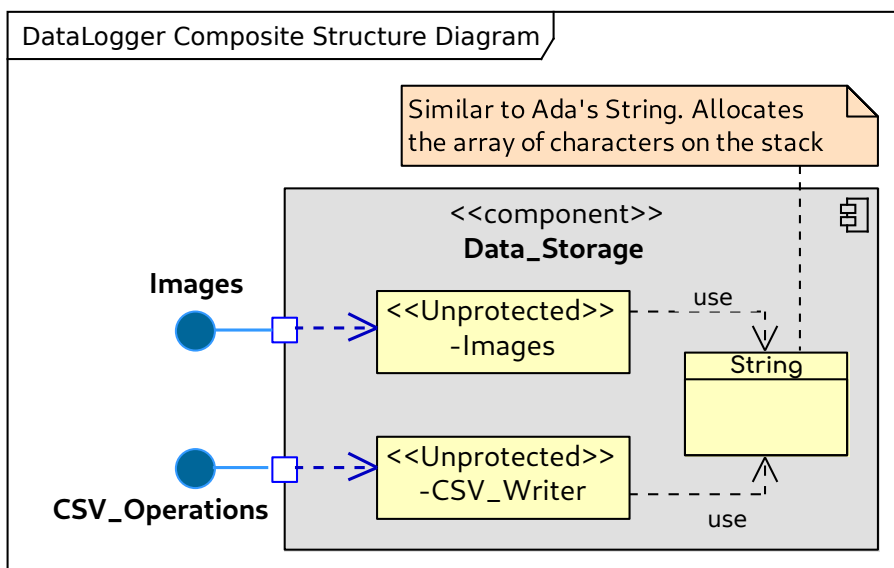 DataLogger Composite Structure Diagram
Similar to Ada's String. Allocates
the array of characters on the stack
<<component>>
Data_Storage
Images
<<Unprotected>>
-Images
use
String
<<Unprotected>>
-CSV_Writer
CSV_Operations
use